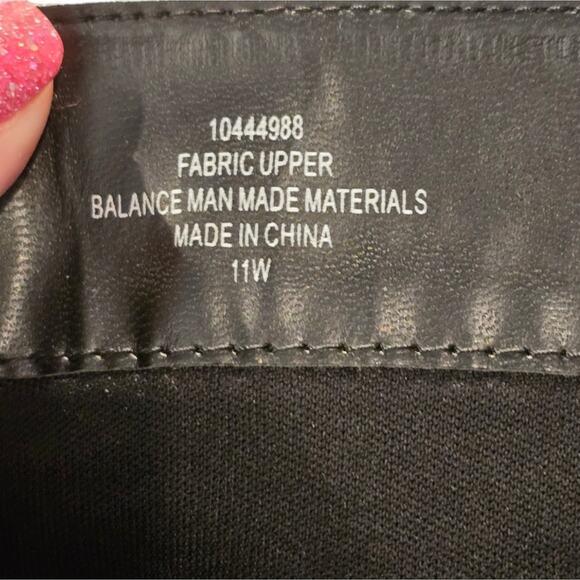 10444988
FABRIC UPPER
BALANCE MAN MADE MATERIALS
MADE IN CHINA
11W